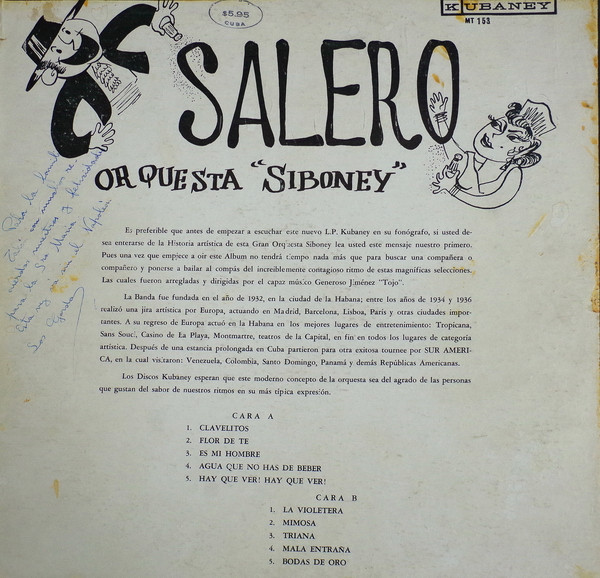 $5.95
CUBA
KUBANEY
MT 153
SALERO
ORQUESTA "SIBONEY"
Es preferible que antes de empezar a escuchar este nuevo L.P. Kubaney en su fonógrafo, si usted de-
sea enterarse de la Historia artística de esta Gran Orquesta Siboney lea usted este mensaje nuestro primero.
Pues una vez que empiece a oir este Album no tendrá tiempo nada más que para buscar una compañera o
compañero y ponerse a bailar al compás del increiblemente contagioso ritmo de estas magníficas selecciones.
Las cuales fueron arregladas y dirigidas por el capaz músico Generoso Jiménez "Tojo".
La Banda fue fundada en el año de 1932, en la ciudad de la Habana; entre los años de 1934 y 1936
realizó una jira artística por Europa, actuando en Madrid, Barcelona, Lisboa, París y otras ciudades impor-
tantes. A su regreso de Europa actuó en la Habana en los mejores lugares de entretenimiento: Tropicana,
Sans Soucí, Casino de La Playa, Montmartre, teatros de la Capital, en fin en todos los lugares de categoría
artística. Después de una estancia prolongada en Cuba partieron para otra exitosa tournee por SUR AMERI-
CA, en la cual visitaron: Venezuela, Colombia, Santo Domingo, Panamá y demás Repúblicas Americanas.
Los Discos Kubaney esperan que este moderno concepto de la orquesta sea del agrado de las personas
que gustan del sabor de nuestros ritmos en su más típica expresión.
CARA A
1. CLAVELITOS
2. FLOR DE TE
3. ES MI HOMBRE
4. AGUA QUE NO HAS DE BEBER
5. HAY QUE VER! HAY QUE VER!
CARA B
1. LA VIOLETERA
2. MIMOSA
3. TRIANA
4. MALA ENTRAÑA
5. BODAS DE ORO